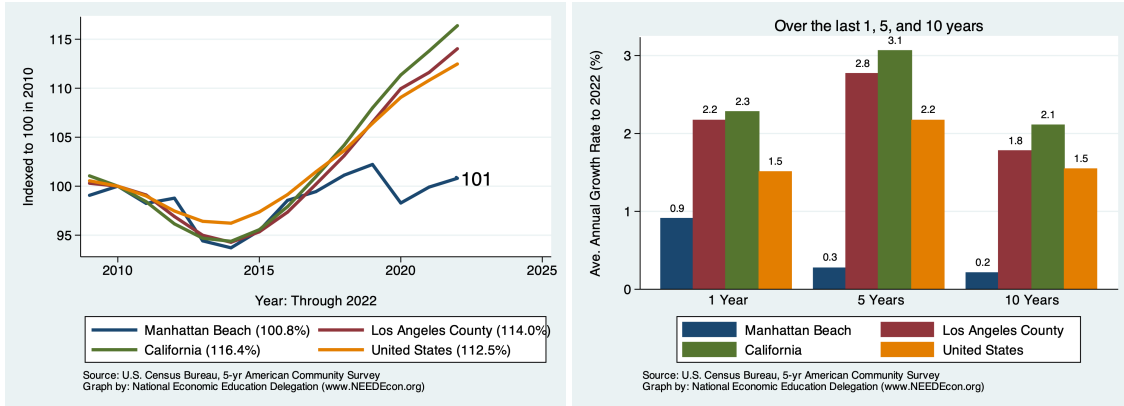 Indexed to 100 in 2010
115
110
105
100
95
101
2010
2015
2020
2025
Year: Through 2022
Manhattan Beach (100.8%)
Los Angeles County (114.0%)
California (116.4%)
United States (112.5%)
Source: U.S. Census Bureau, 5-yr American Community Survey
Graph by: National Economic Education Delegation (www.NEEDEcon.org)
Over the last 1, 5, and 10 years
Ave. Annual Growth Rate to 2022 (%)
3
2
1
0
0.9
2.2
2.3
1.5
0.3
2.8
3.1
2.2
0.2
1.8
2.1
1.5
1 Year
5 Years
10 Years
Manhattan Beach
Los Angeles County
California
United States
Source: U.S. Census Bureau, 5-yr American Community Survey
Graph by: National Economic Education Delegation (www.NEEDEcon.org)